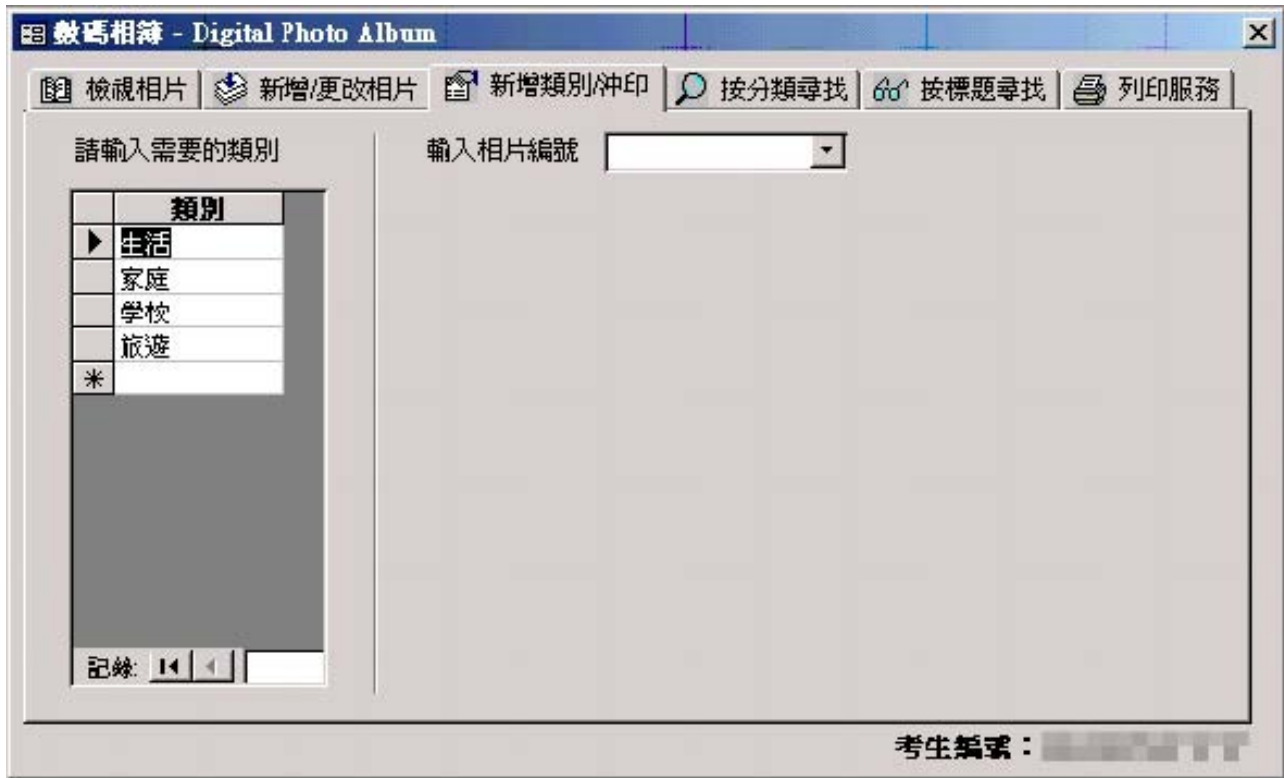 數碼相簿 - Digital Photo Album
檢視相片 新增/更改相片 新增類別/沖印 按分類尋找 按標題尋找 列印服務
請輸入需要的類別
輸入相片編號
類別
生活
家庭
學校
旅遊
記錄:
考生編號：